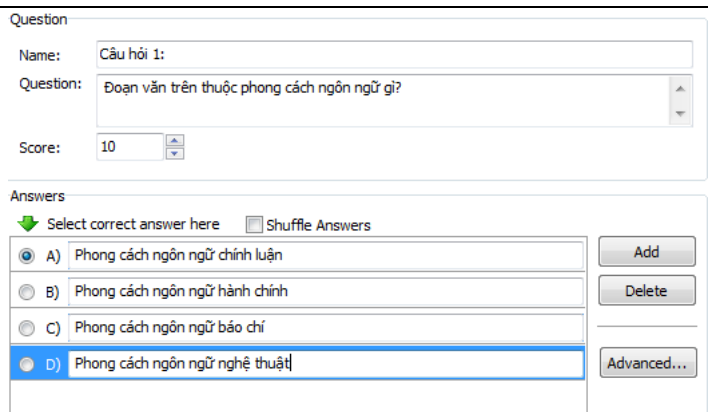 Question
Name: Câu hỏi 1:
Question: Đoạn văn trên thuộc phong cách ngôn ngữ gì?
Score: 10
Answers
Select correct answer here Shuffle Answers
A) Phong cách ngôn ngữ chính luận Add
B) Phong cách ngôn ngữ hành chính Delete
C) Phong cách ngôn ngữ báo chí
D) Phong cách ngôn ngữ nghệ thuật Advanced...